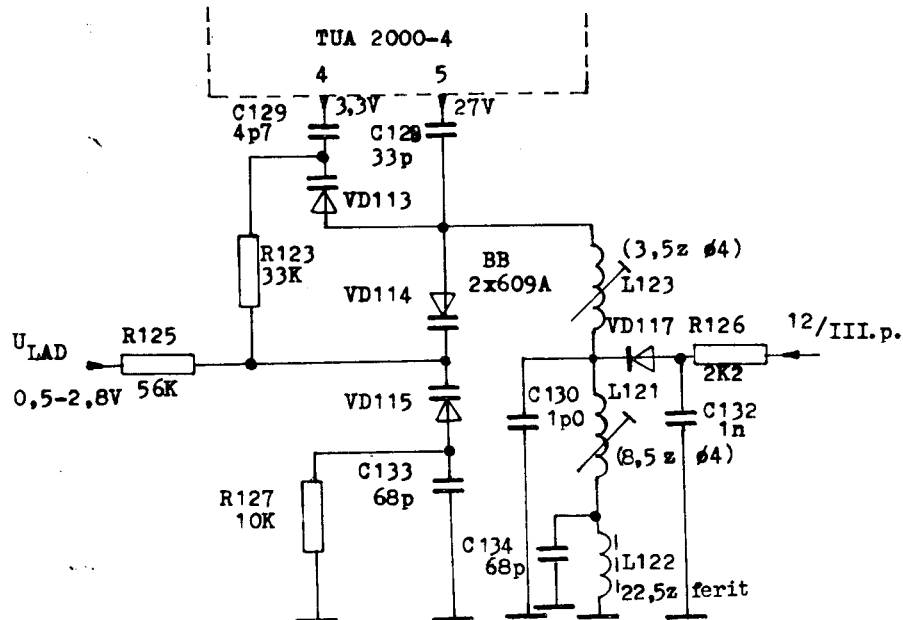 TUA 2000-4
4 5
C129
4p7
3,3V
27V
C128
33p
VD113
R123
33K
BB
2x609A
(3,5z ø4)
L123
VD114
VD117
R126
2K2
12/III.p.
U LAD
R125
56K
0,5-2,8V
VD115
C130
1p0
L121
C132
1n
(8,5z ø4)
C133
68p
R127
10K
C134
68p
L122
22,5z ferit